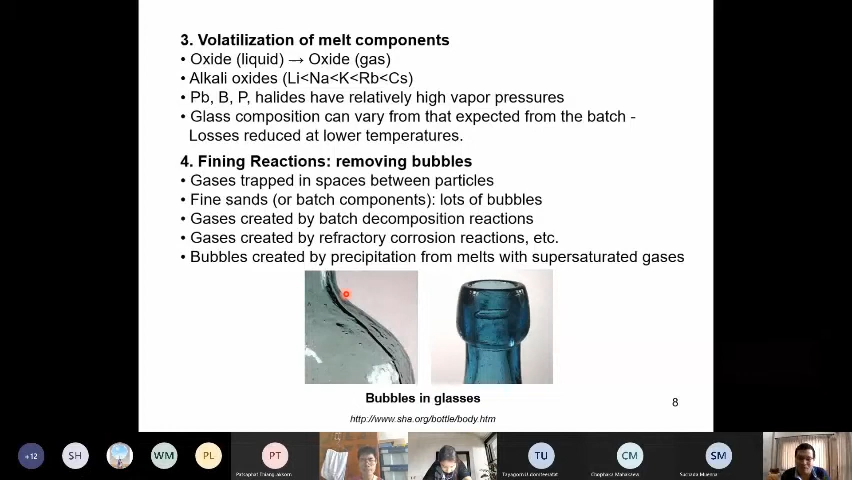 3. Volatilization of melt components
• Oxide (liquid) → Oxide (gas)
• Alkali oxides (Li<Na<K<Rb<Cs)
• Pb, B, P, halides have relatively high vapor pressures
• Glass composition can vary from that expected from the batch -
Losses reduced at lower temperatures.
4. Fining Reactions: removing bubbles
• Gases trapped in spaces between particles
• Fine sands (or batch components): lots of bubbles
• Gases created by batch decomposition reactions
• Gases created by refractory corrosion reactions, etc.
• Bubbles created by precipitation from melts with supersaturated gases
Bubbles in glasses
8
http://www.sha.org/bottle/body.htm
+12
SH
WM
PL
PT
TU
CM
SM